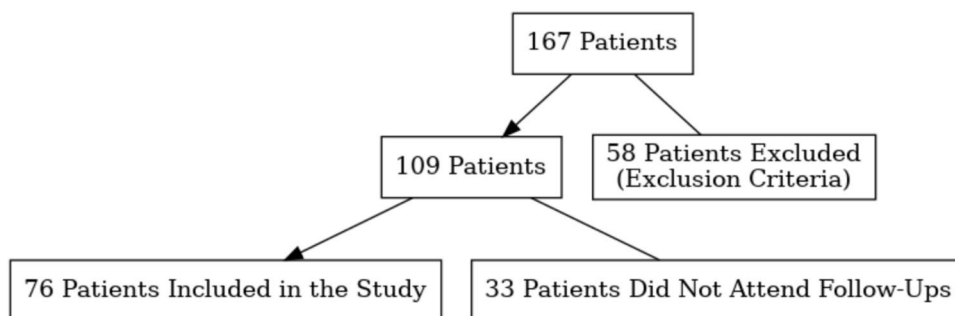 167 Patients
109 Patients
58 Patients Excluded
(Exclusion Criteria)
76 Patients Included in the Study
33 Patients Did Not Attend Follow-Ups